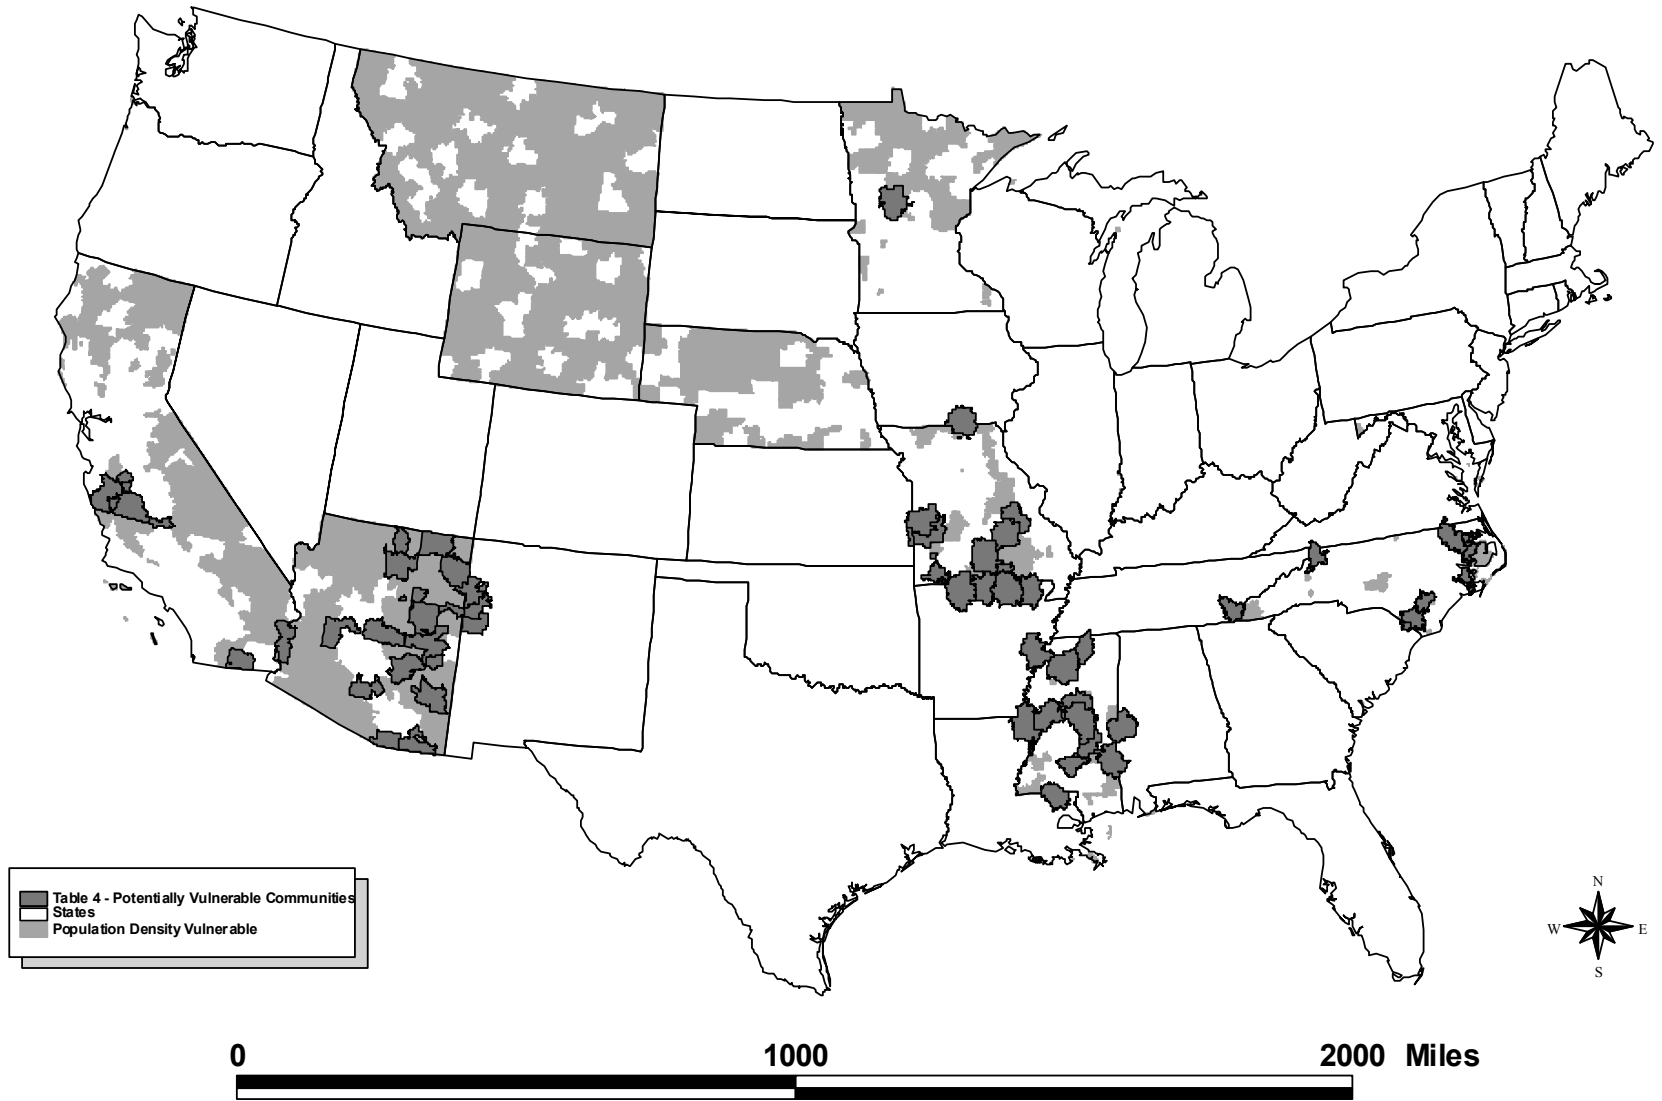 Table 4 - Potentially Vulnerable Communities
States
Population Density Vulnerable
N
W E
S
0 1000 2000 Miles